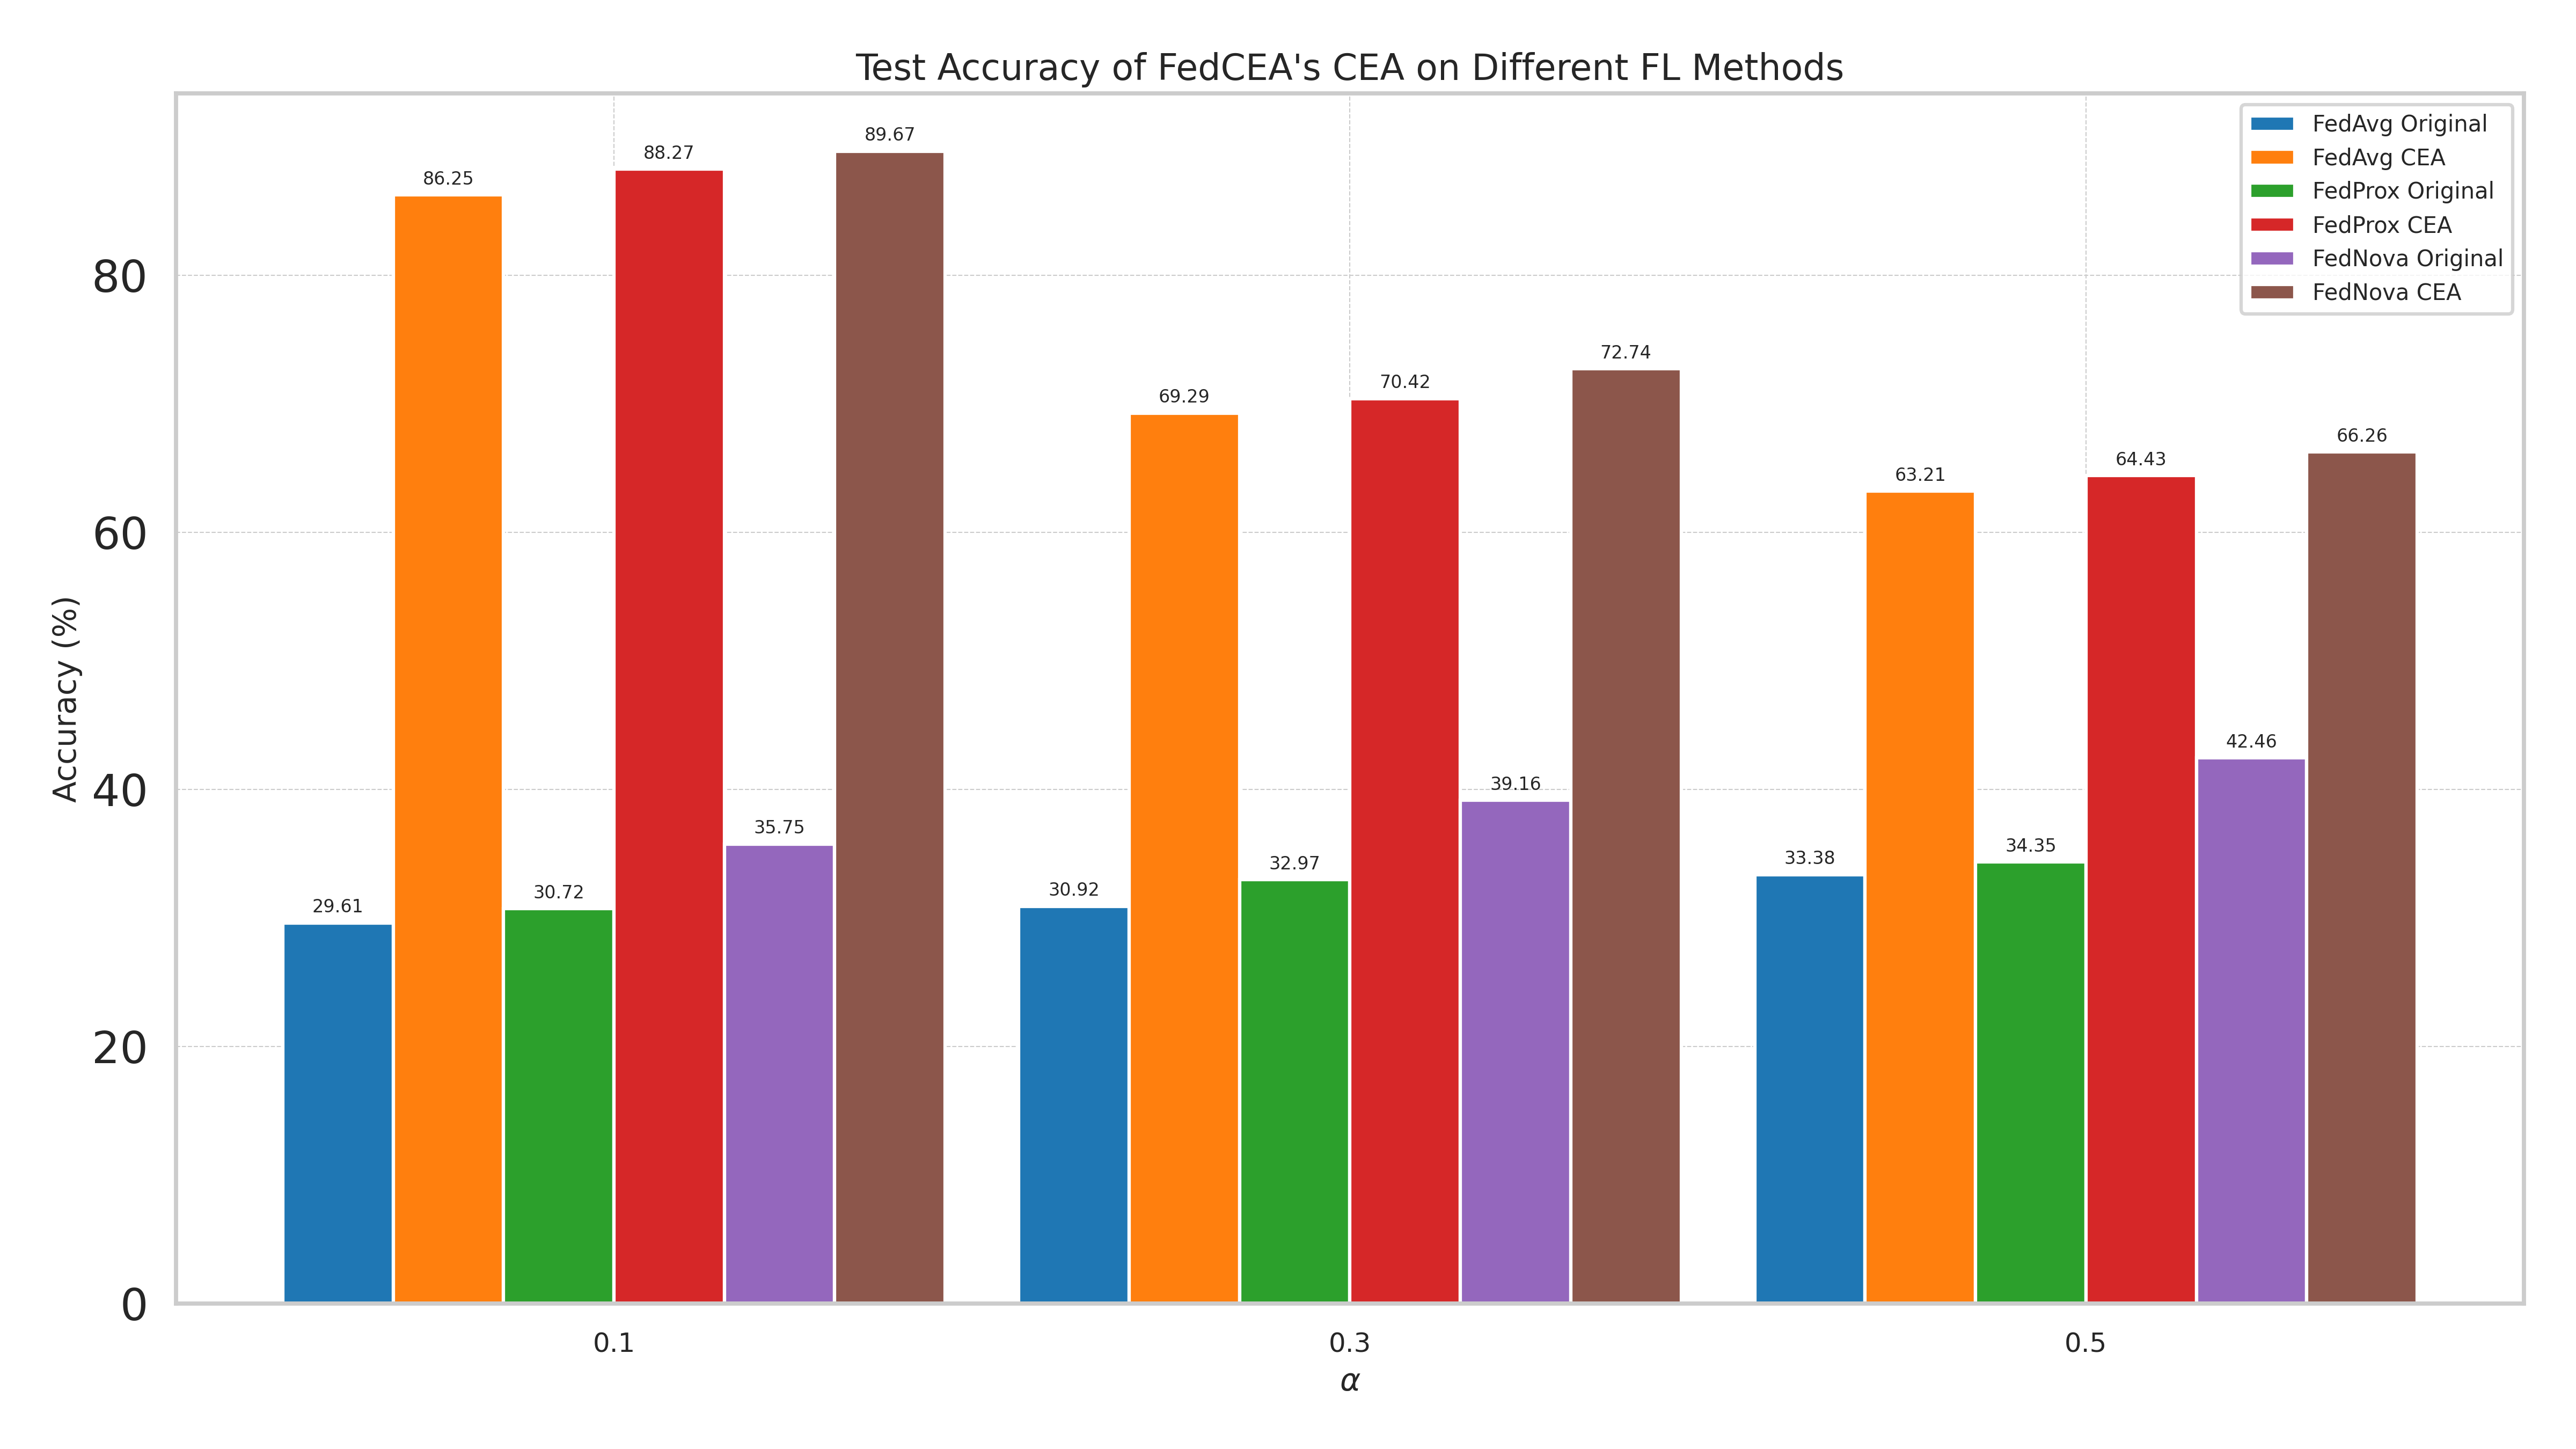 Test Accuracy of FedCEA's CEA on Different FL Methods
FedAvg Original
FedAvg CEA
FedProx Original
FedProx CEA
FedNova Original
FedNova CEA
Accuracy (%)
80
60
40
20
0
29.61
86.25
30.72
88.27
35.75
89.67
30.92
69.29
32.97
70.42
39.16
72.74
33.38
63.21
34.35
64.43
42.46
66.26
0.1
0.3
0.5
α